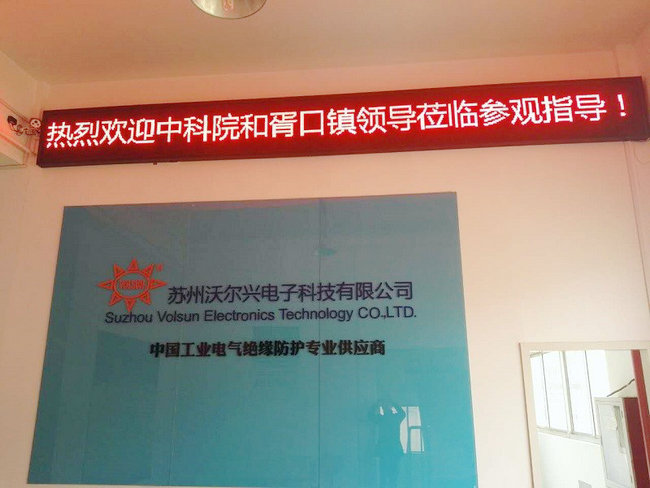 热烈欢迎中科院和胥口镇领导莅临参观指导！
苏州沃尔兴电子科技有限公司
Suzhou Volsun Electronics Technology CO.,LTD.
中国工业电气绝缘防护专业供应商